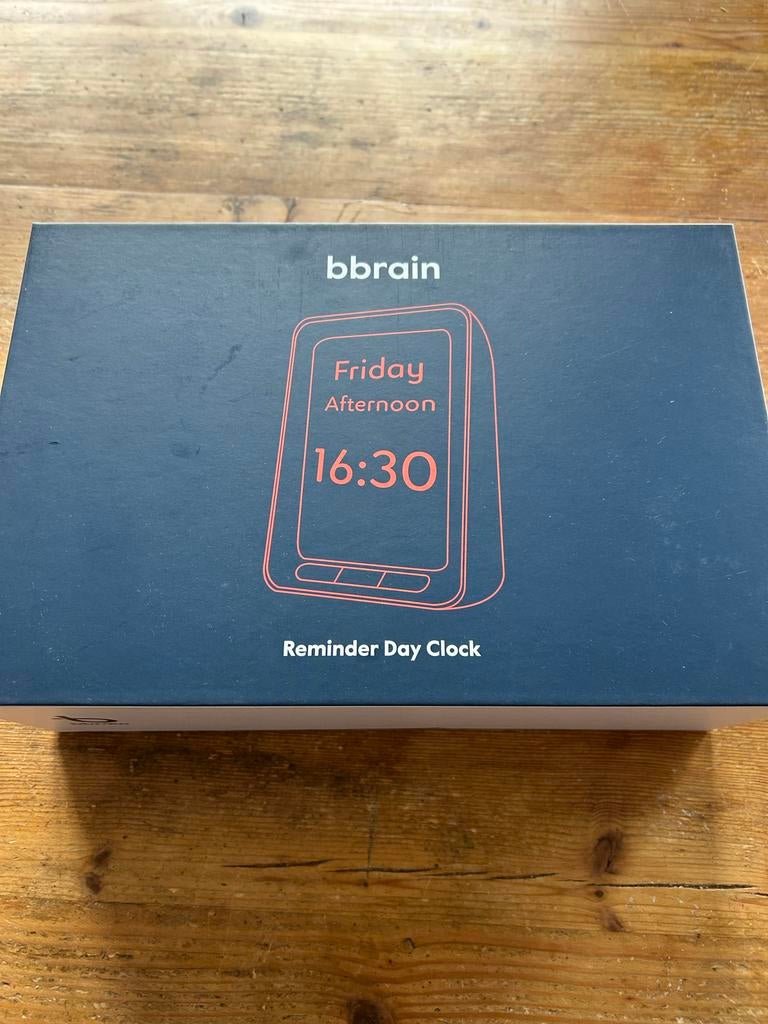 bbrain
Friday
Afternoon
16:30
Reminder Day Clock